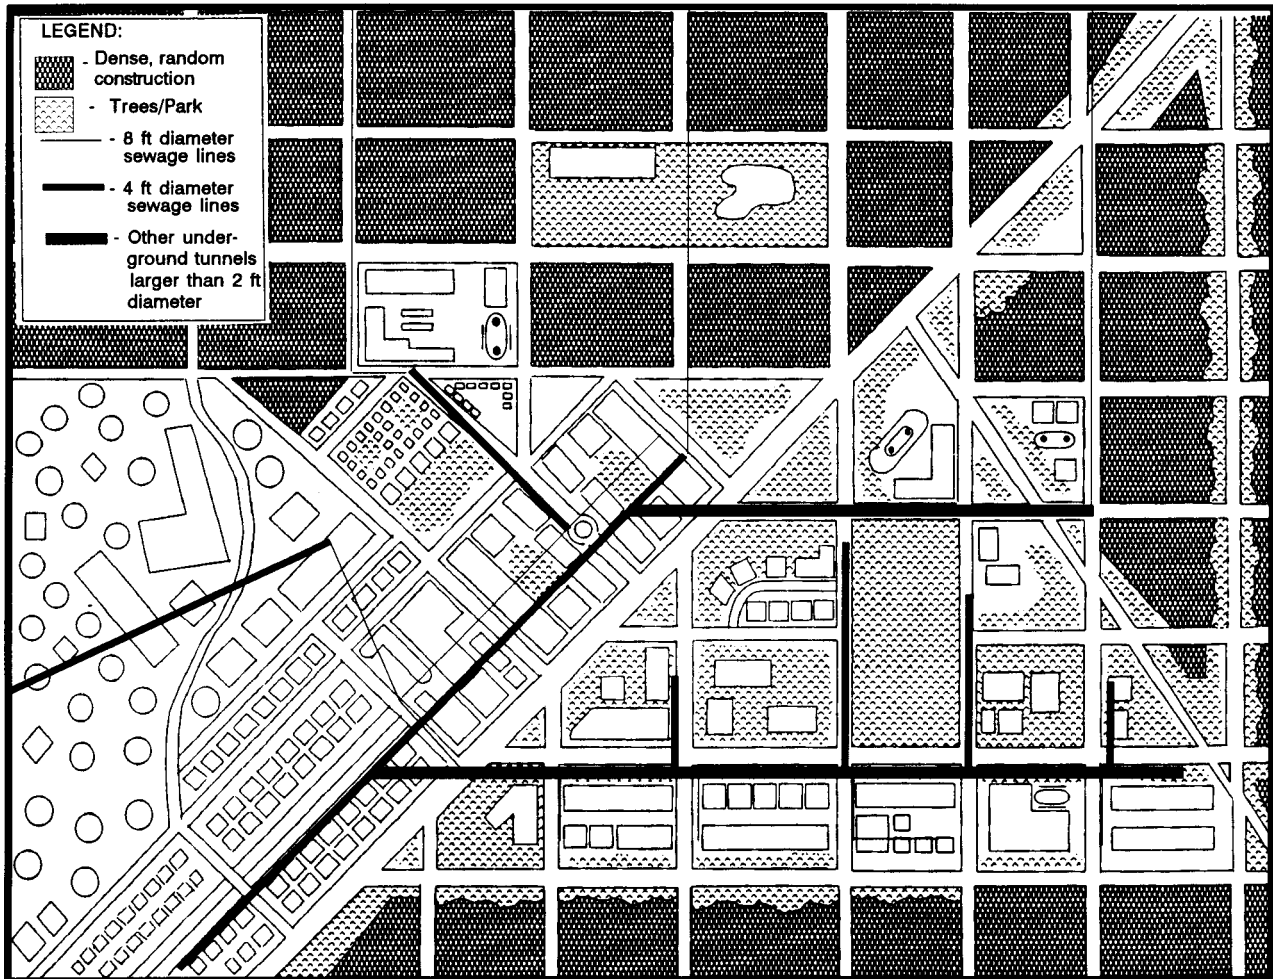 LEGEND:
- Dense, random
construction
- Trees/Park
- 8 ft diameter
sewage lines
- 4 ft diameter
sewage lines
- Other under-
ground tunnels
larger than 2 ft
diameter